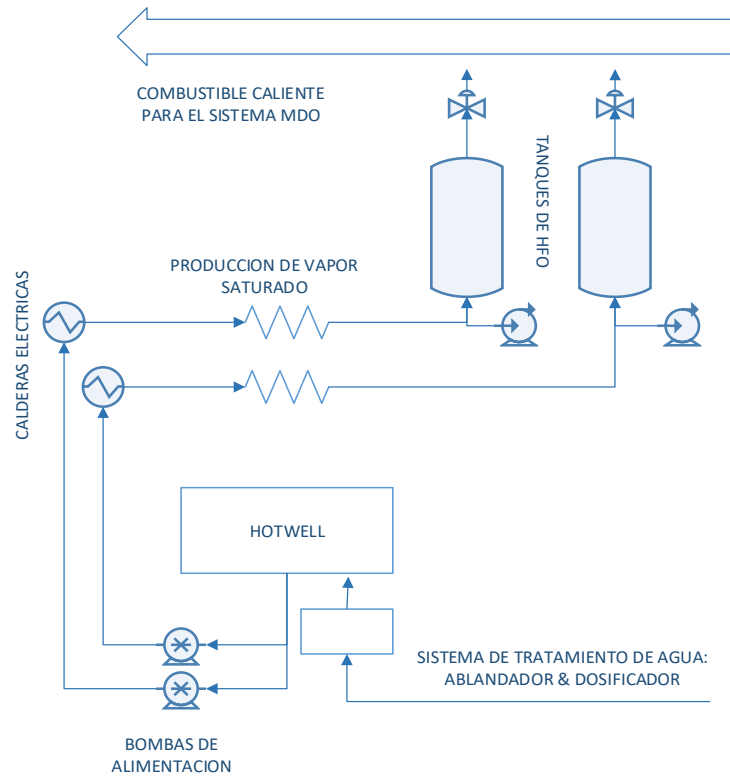 COMBUSTIBLE CALIENTE
PARA EL SISTEMA MDO
TANQUES DE HFO
PRODUCCION DE VAPOR
SATURADO
CALDERAS ELECTRICAS
HOTWELL
SISTEMA DE TRATAMIENTO DE AGUA:
ABLANDADOR & DOSIFICADOR
BOMBAS DE
ALIMENTACION